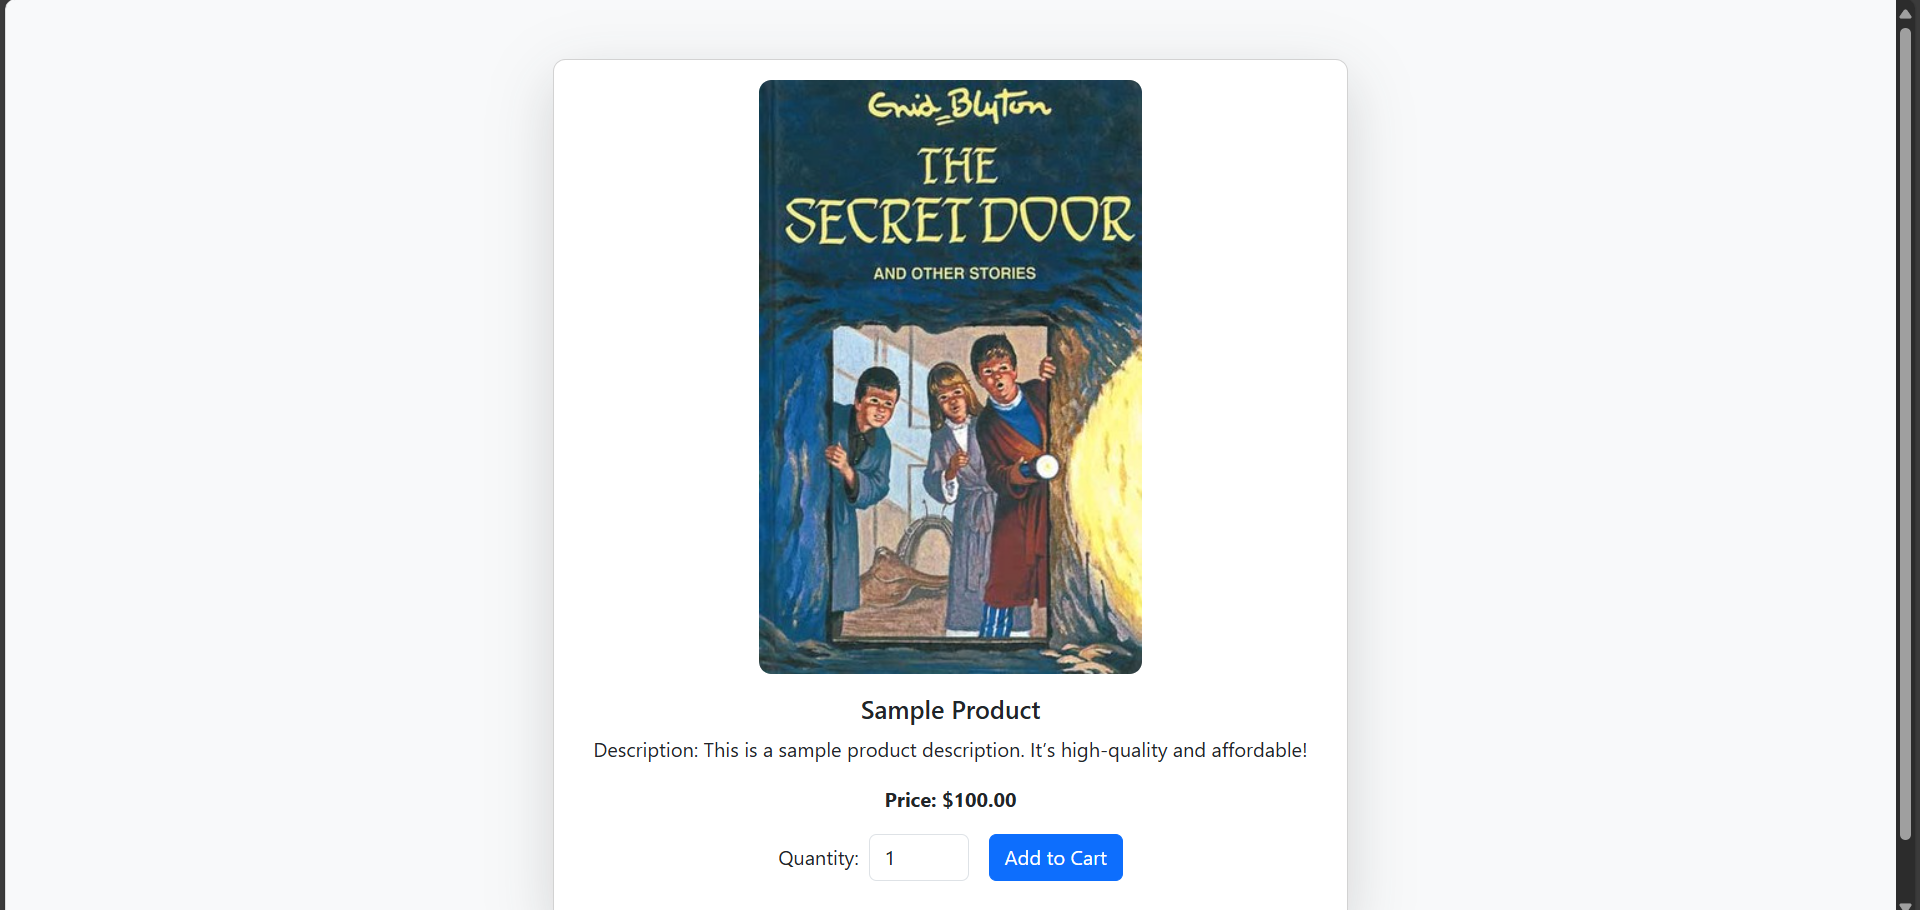 Enid Blyton
THE
SECRET DOOR
AND OTHER STORIES
Sample Product
Description: This is a sample product description. It’s high-quality and affordable!
Price: $100.00
Quantity: 1 Add to Cart